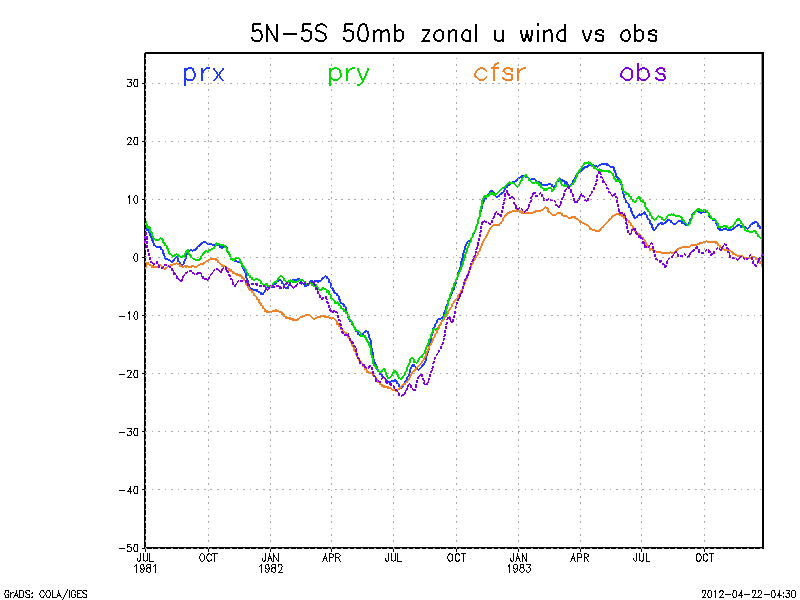 5N-5S 50mb zonal u wind vs obs
prx pry cfsr obs
30
20
10
0
-10
-20
-30
-40
-50
JUL OCT JAN APR JUL OCT JAN APR JUL OCT
1981 1982 1983
GrADS: COLA/IGES 2012-04-22-04:30